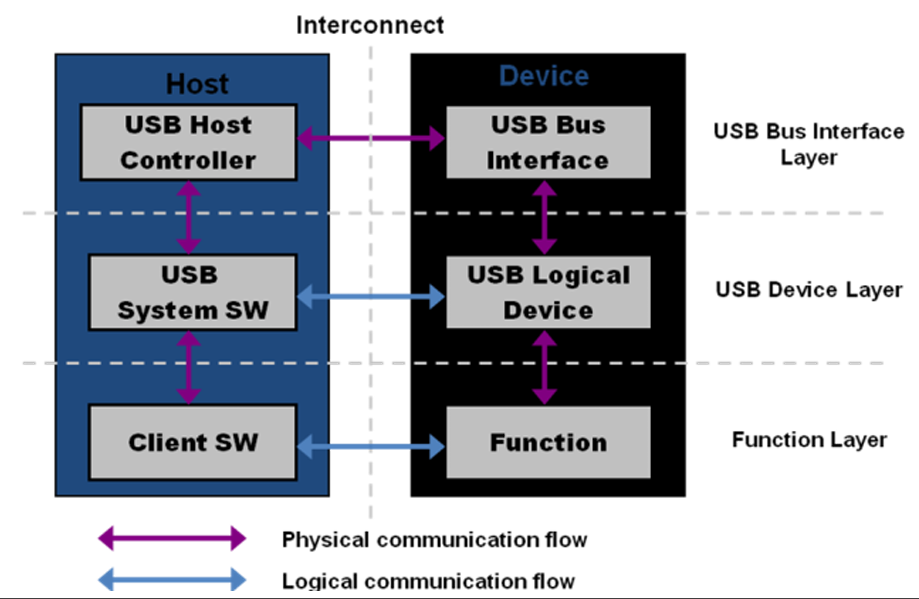 Interconnect
Host
Device
USB Host
Controller
USB Bus
Interface
USB Bus Interface
Layer
USB
System SW
USB Logical
Device
USB Device Layer
Client SW
Function
Function Layer
Physical communication flow
Logical communication flow